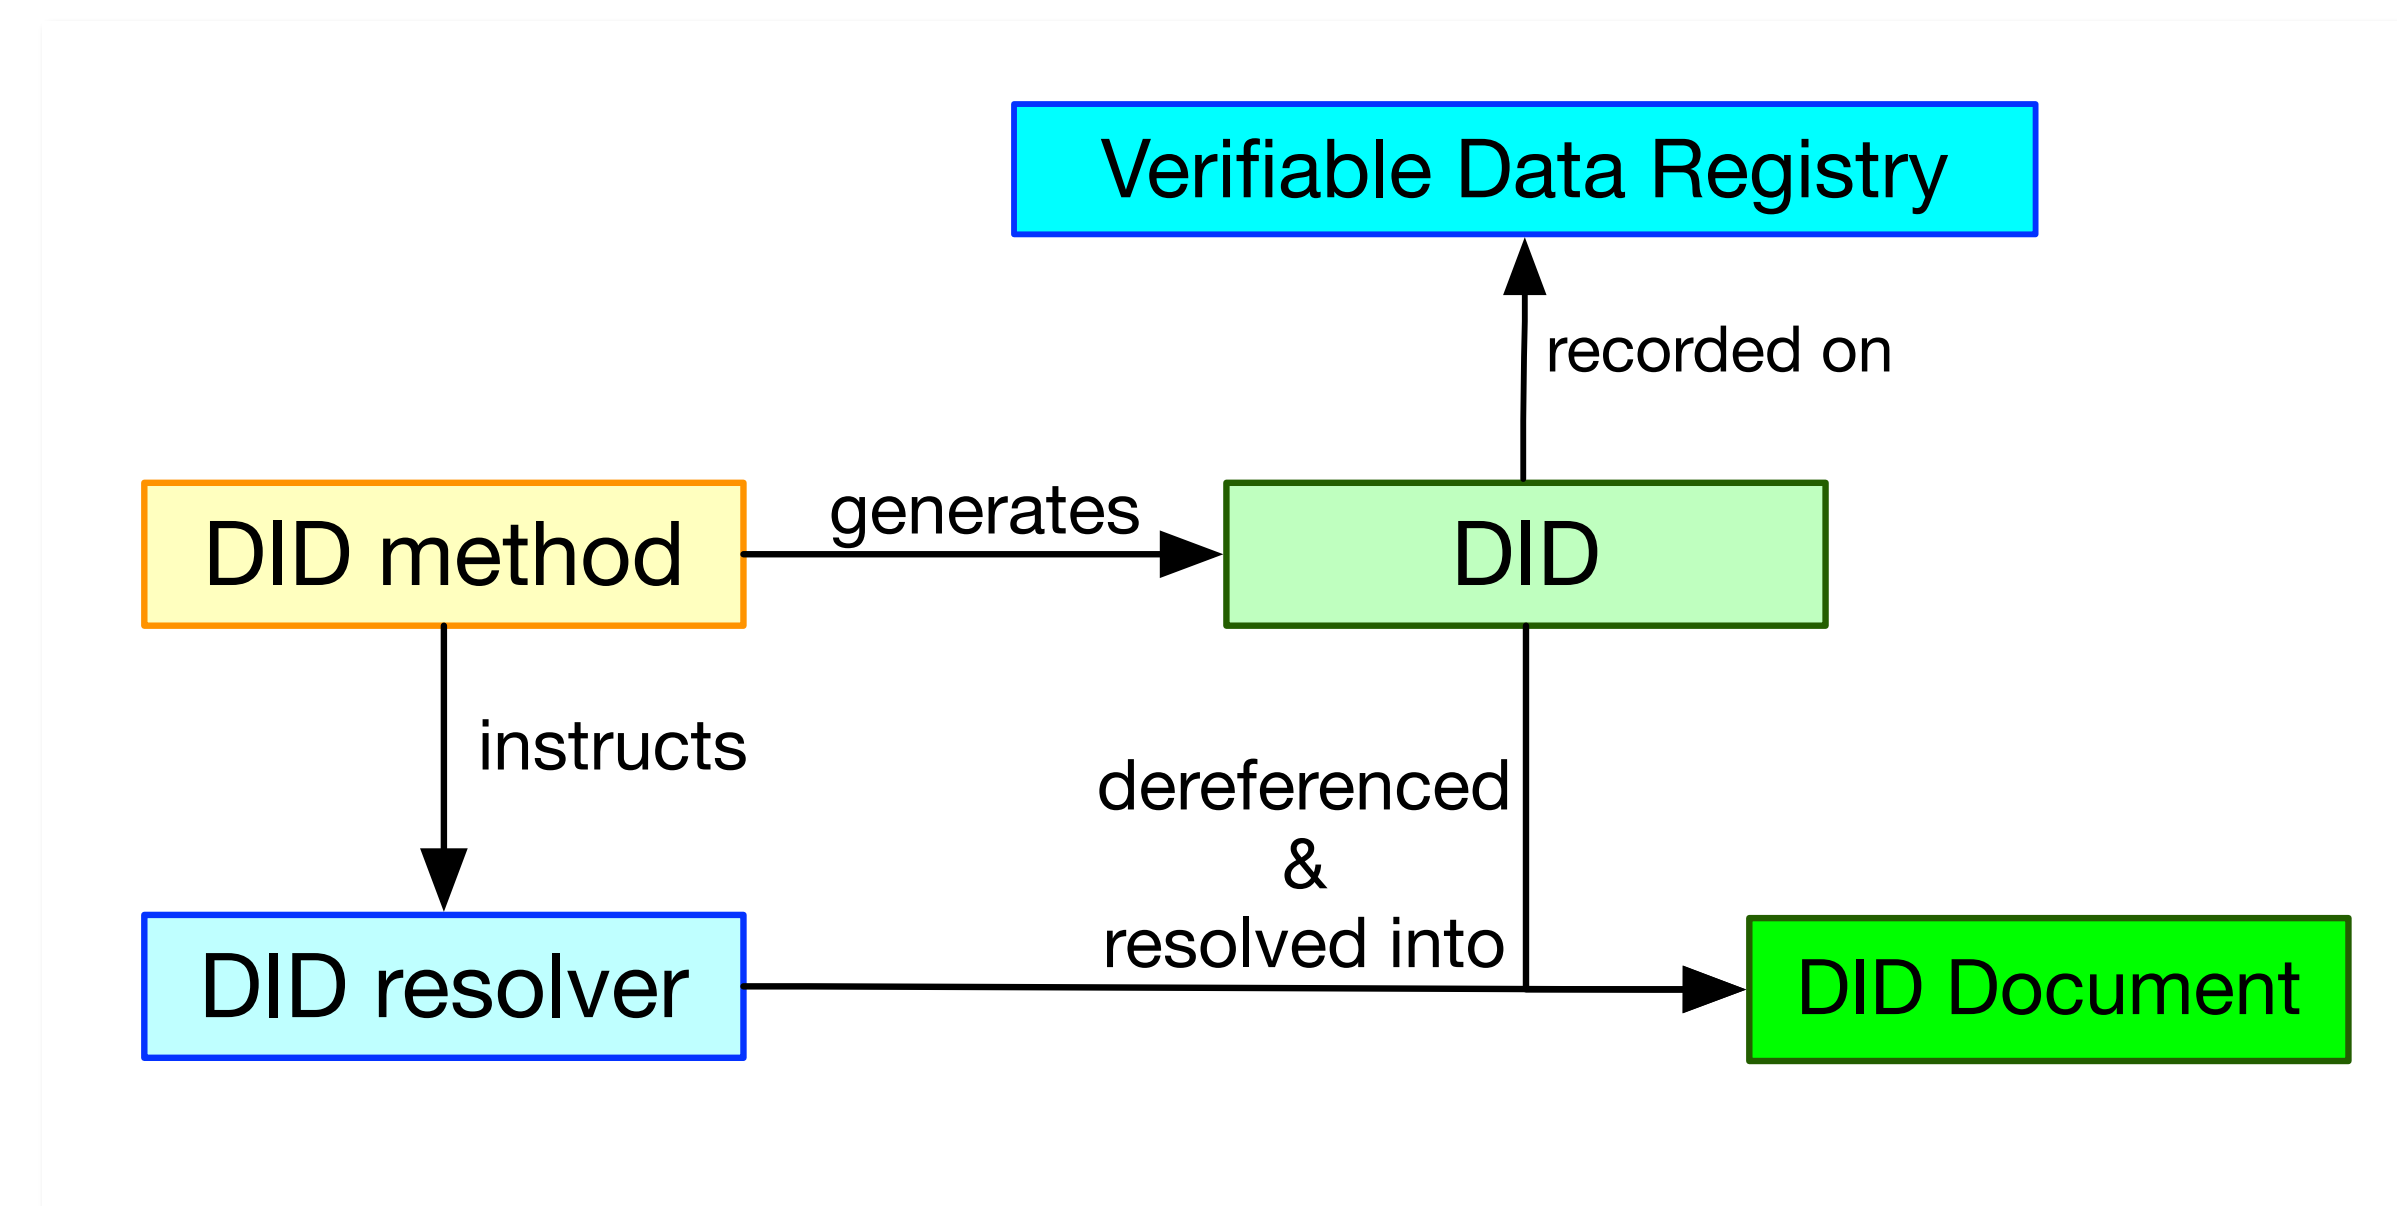 Verifiable Data Registry
recorded on
DID method
generates
DID
instructs
dereferenced
&
resolved into
DID resolver
DID Document